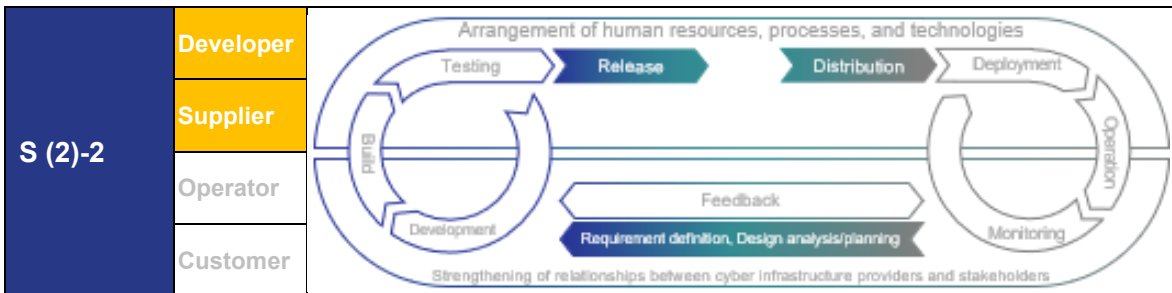 S (2)-2
Developer
Supplier
Operator
Customer
Arrangement of human resources, processes, and technologies
Testing
Release
Distribution
Deployment
Build
Operation
Feedback
Development
Requirement definition, Design analysis/planning
Monitoring
Strengthening of relationships between cyber infrastructure providers and stakeholders